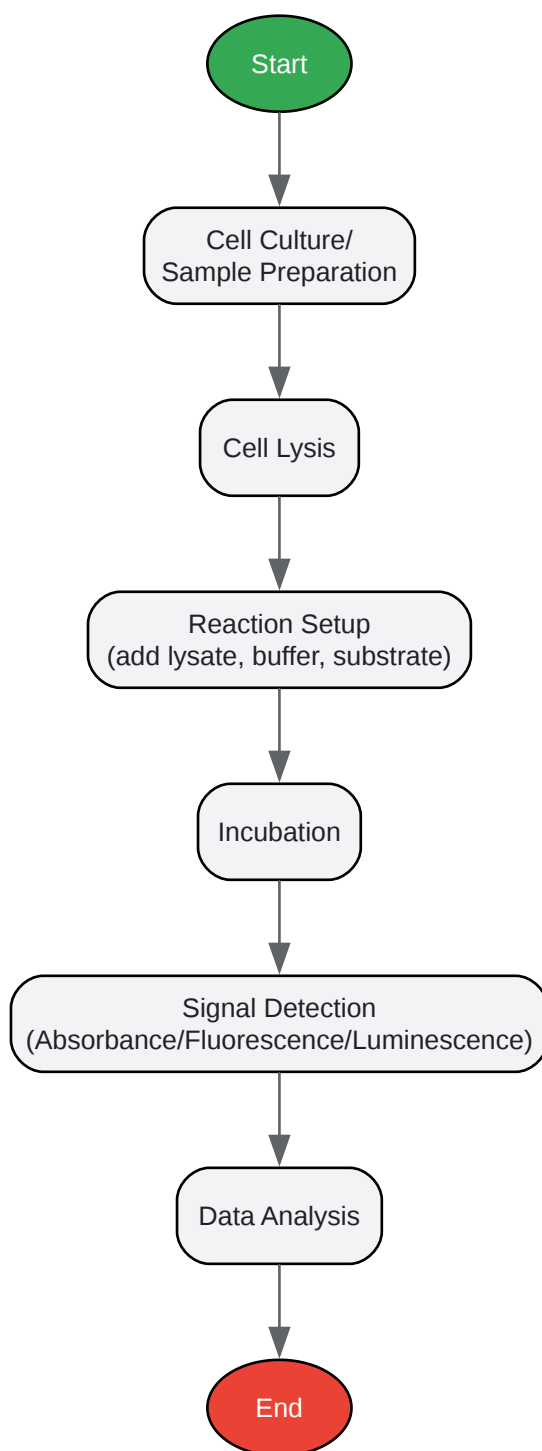 Start
Cell Culture/
Sample Preparation
Cell Lysis
Reaction Setup
(add lysate, buffer, substrate)
Incubation
Signal Detection
(Absorbance/Fluorescence/Luminescence)
Data Analysis
End